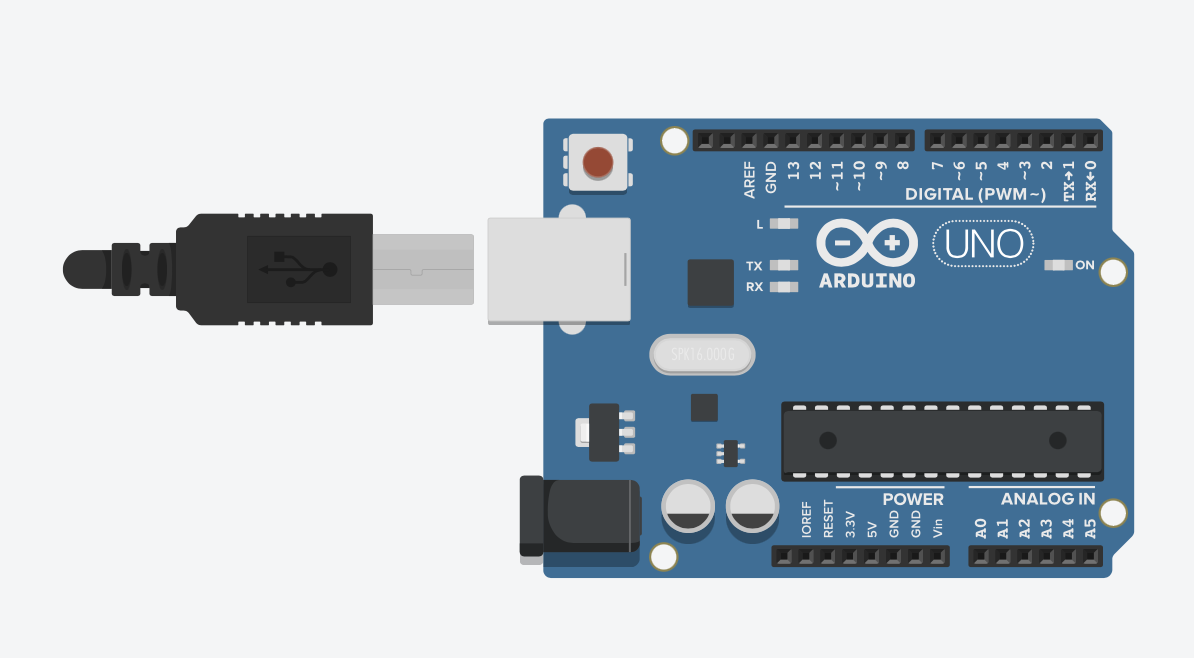 AREF
GND
13
12
~11
~10
~9
8
7
~6
~5
4
~3
2
TX→1
RX←0
DIGITAL (PWM~)
L
TX
RX
ARDUINO
UNO
ON
SPK16.000G
POWER
ANALOG IN
IOREF
RESET
3.3V
5V
GND
GND
Vin
A0
A1
A2
A3
A4
A5